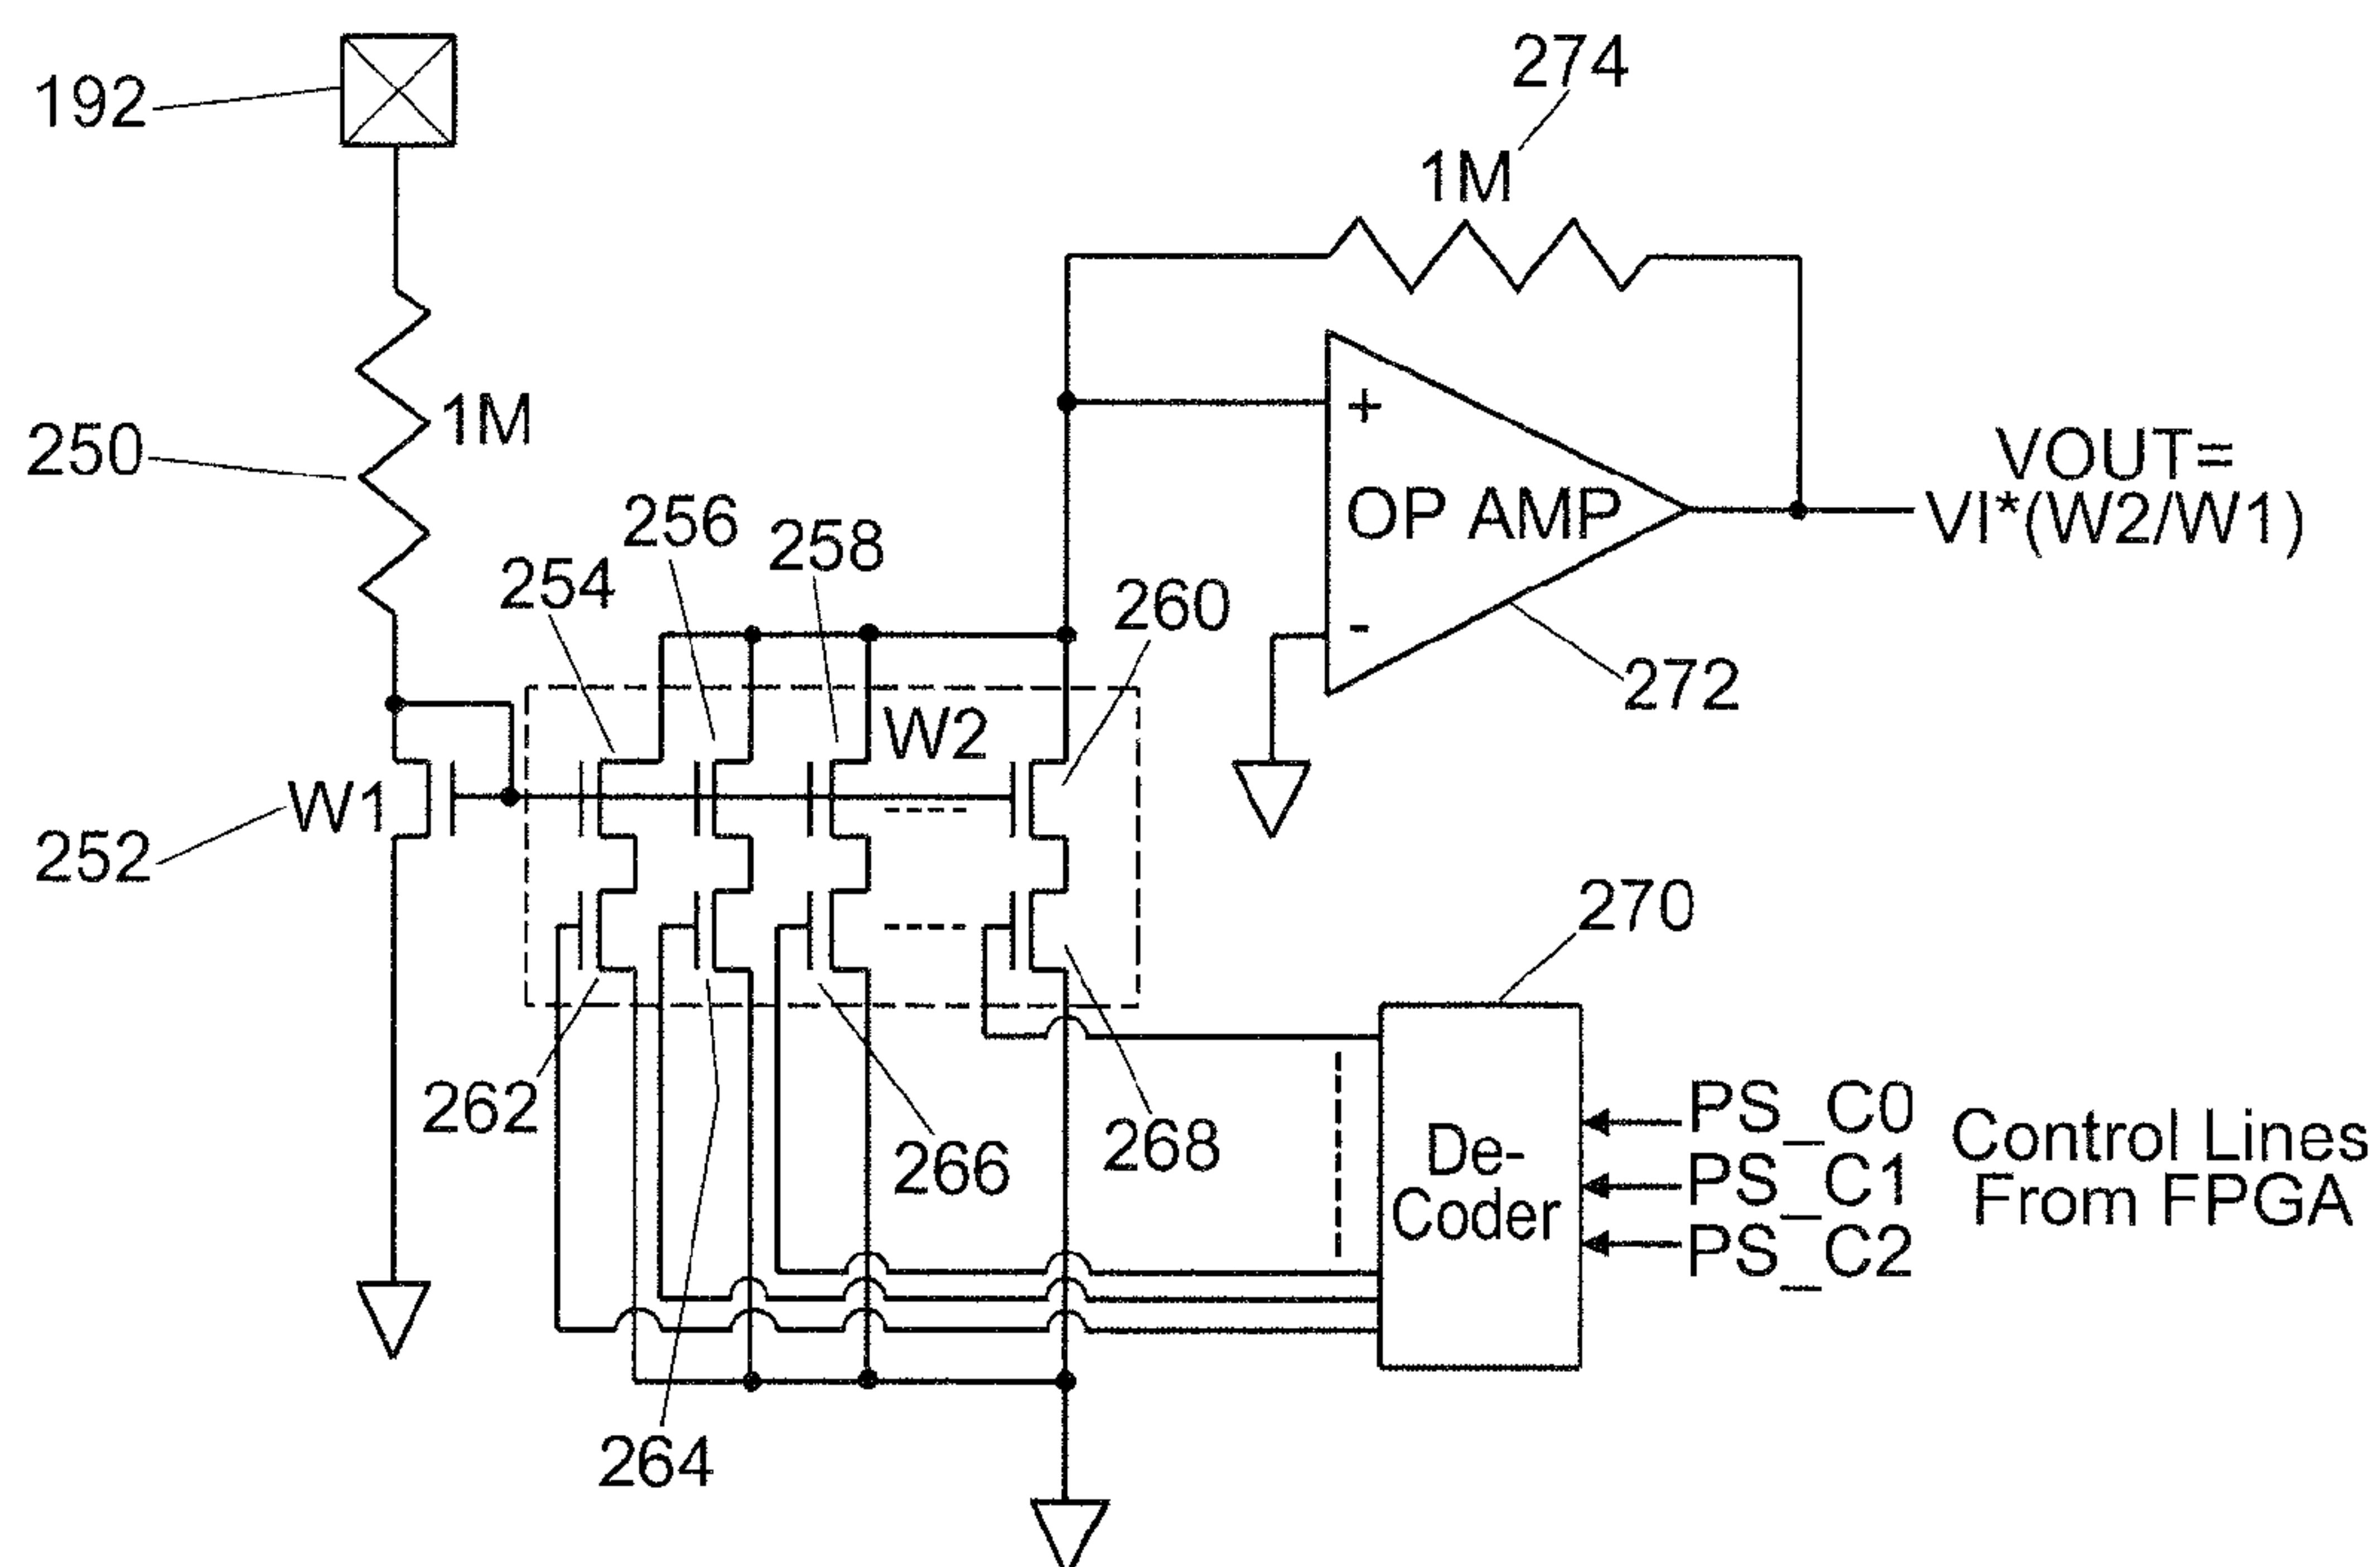 192
274
1M
1M
250
256
258
254
260
+
OP AMP
-
VOUT=
VI*(W2/W1)
272
W2
W1
252
270
262
266
268
264
De-
Coder
PS_C0
PS_C1
PS_C2
Control Lines
From FPGA